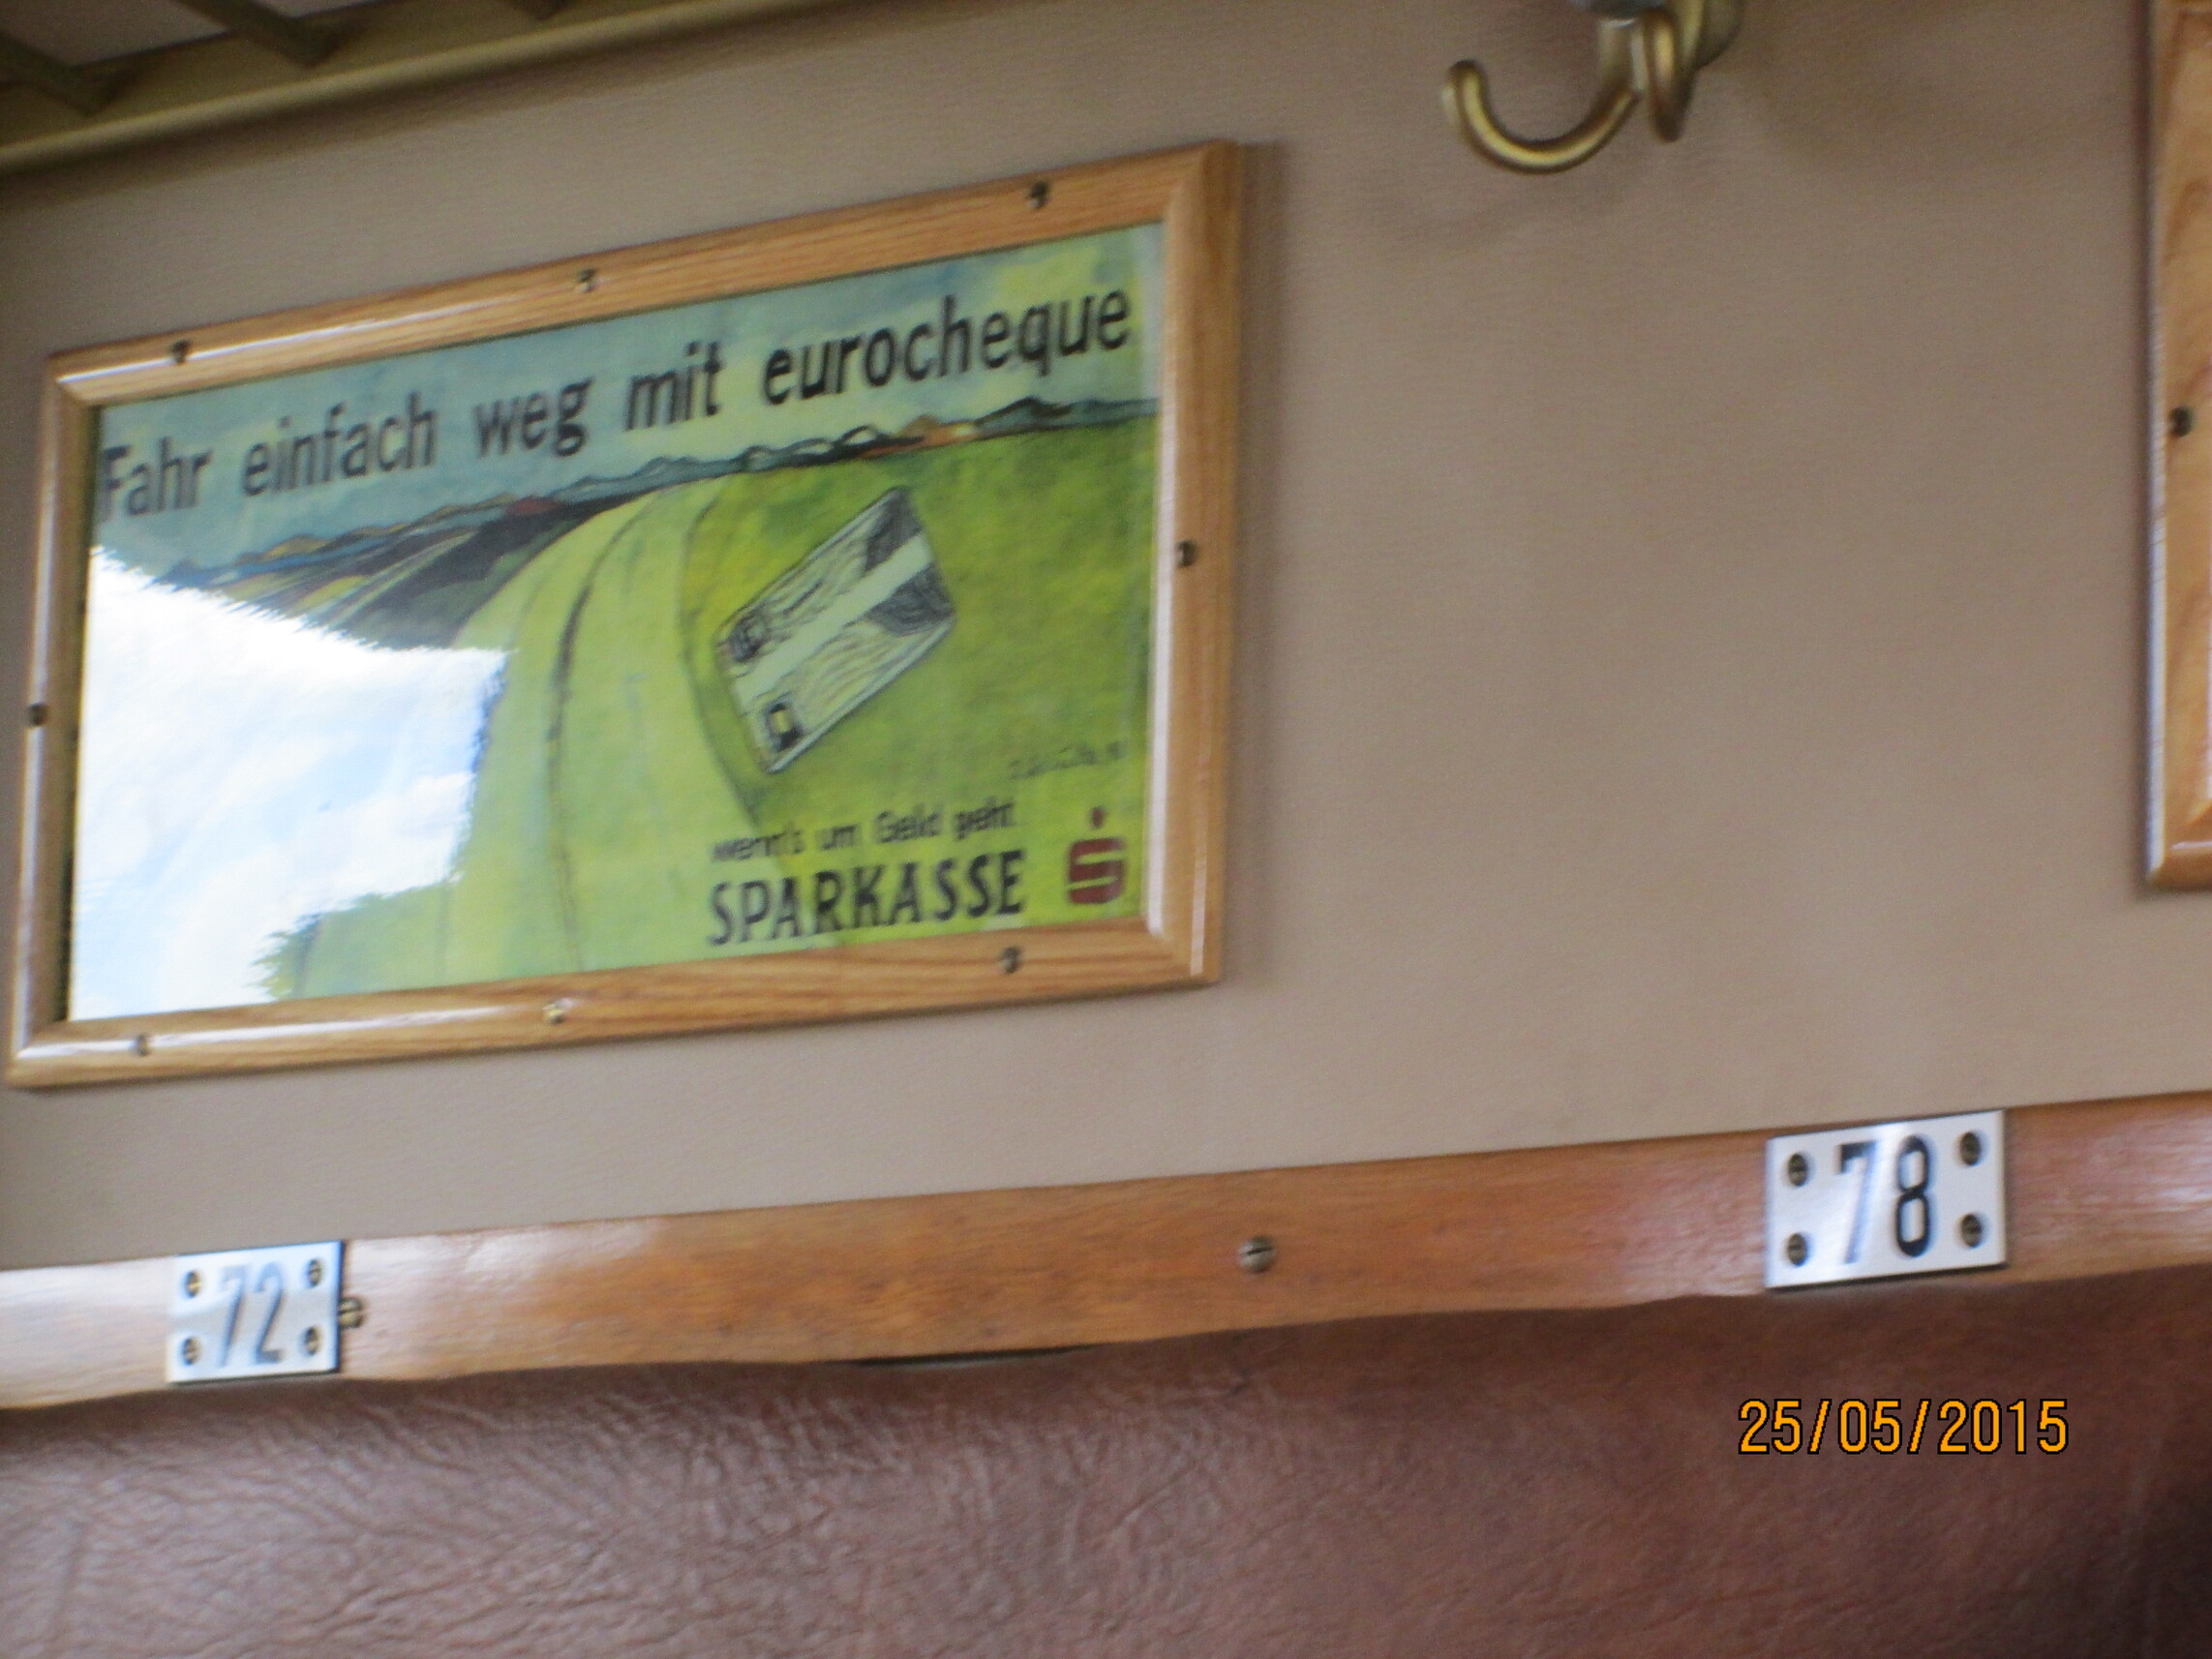 Fahr einfach weg mit eurocheque
wenn's um Geld geht
SPARKASSE
72
78
25/05/2015